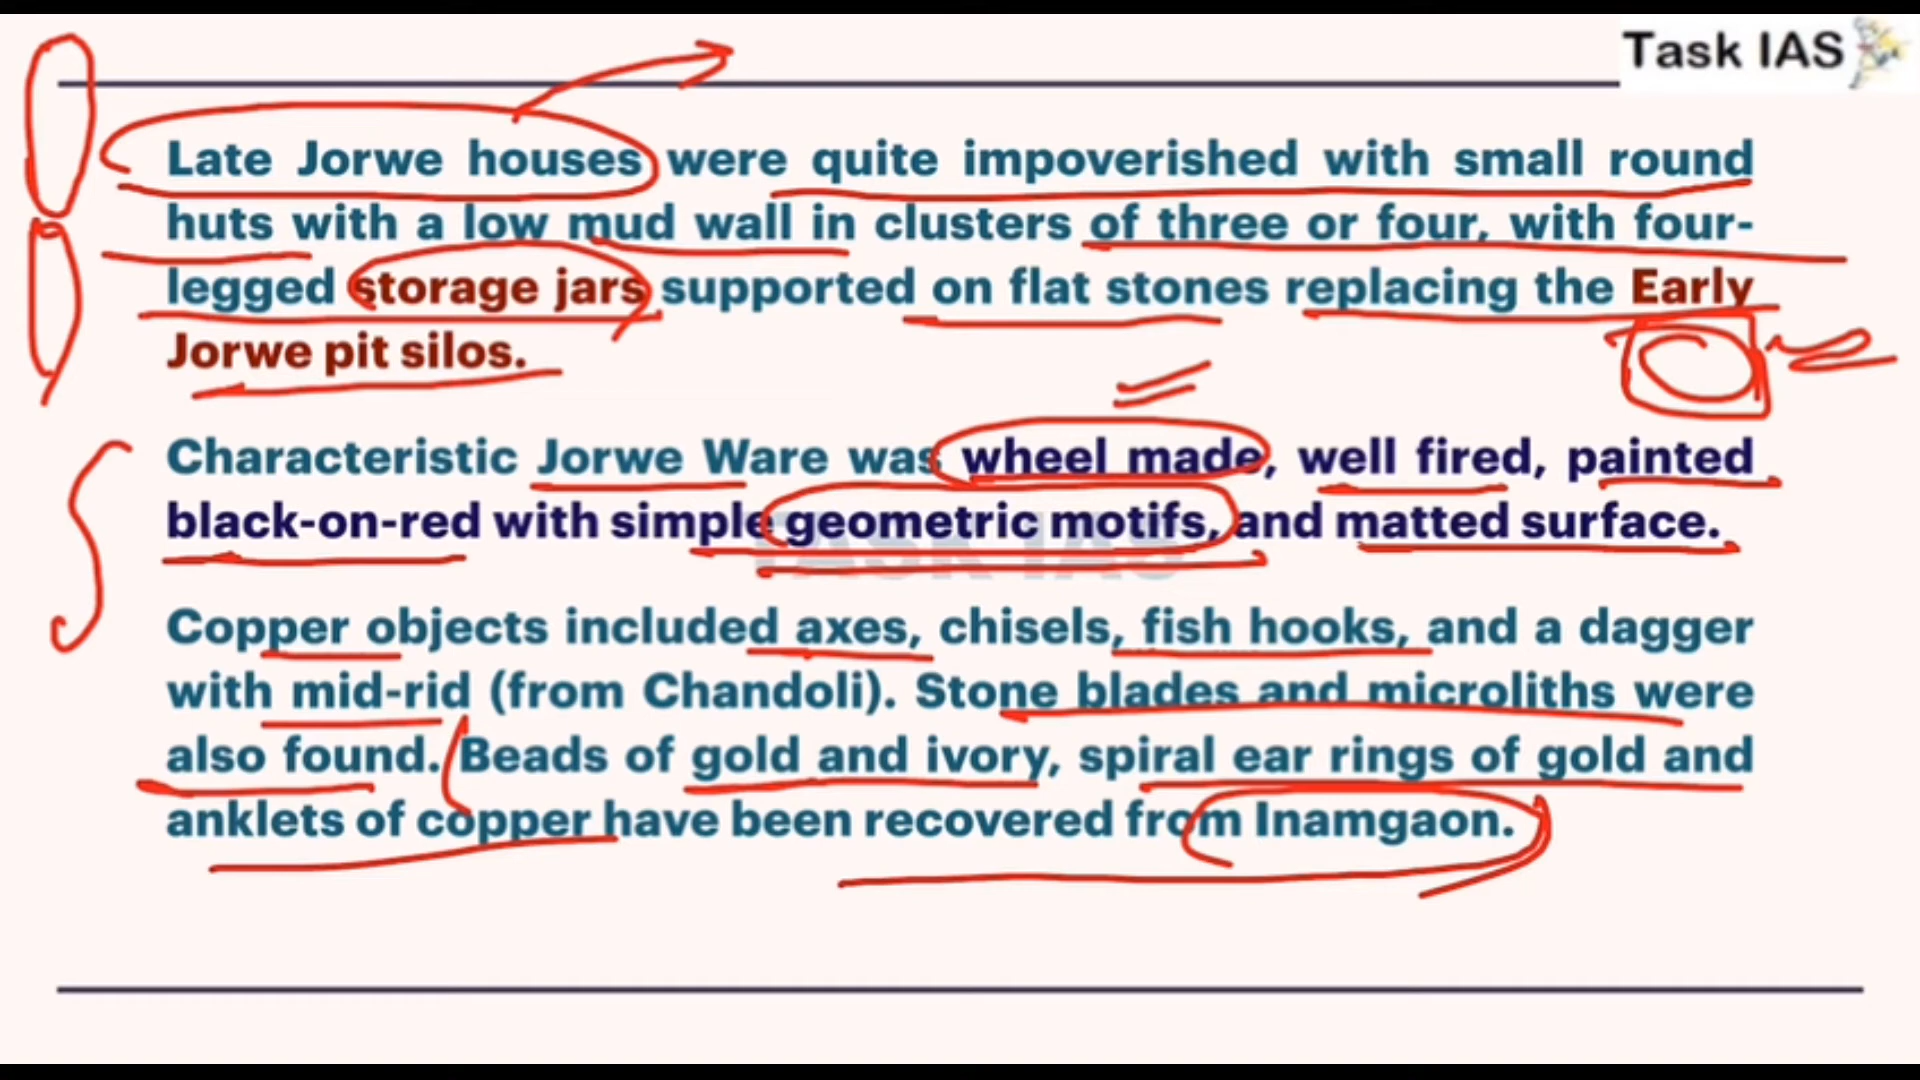 Task IAS
Late Jorwe houses were quite impoverished with small round
huts with a low mud wall in clusters of three or four, with four-
legged storage jars supported on flat stones replacing the Early
Jorwe pit silos.
Characteristic Jorwe Ware was wheel made, well fired, painted
black-on-red with simple geometric motifs, and matted surface.
TASK IAS
Copper objects included axes, chisels, fish hooks, and a dagger
with mid-rid (from Chandoli). Stone blades and microliths were
also found. Beads of gold and ivory, spiral ear rings of gold and
anklets of copper have been recovered from Inamgaon.